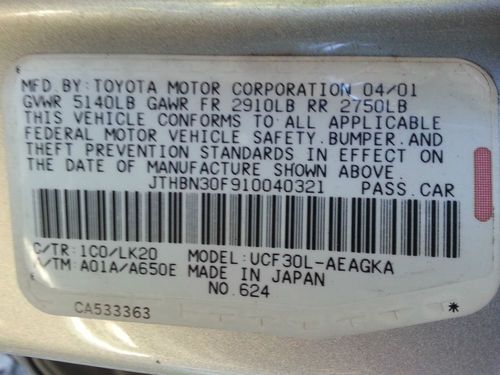 MFD BY: TOYOTA MOTOR CORPORATION 04/01
GVWR 5140LB GAWR FR 2910LB RR 2750LB
THIS VEHICLE CONFORMS TO ALL APPLICABLE
FEDERAL MOTOR VEHICLE SAFETY.BUMPER.AND
THEFT PREVENTION STANDARDS IN EFFECT ON
THE DATE OF MANUFACTURE SHOWN ABOVE.
JTHBN30F910040321 PASS.CAR
C/TR: 1C0/LK20 MODEL: UCF30L-AEAGKA
A/TM: A01A/A650E MADE IN JAPAN
NO.624
CA533363 *